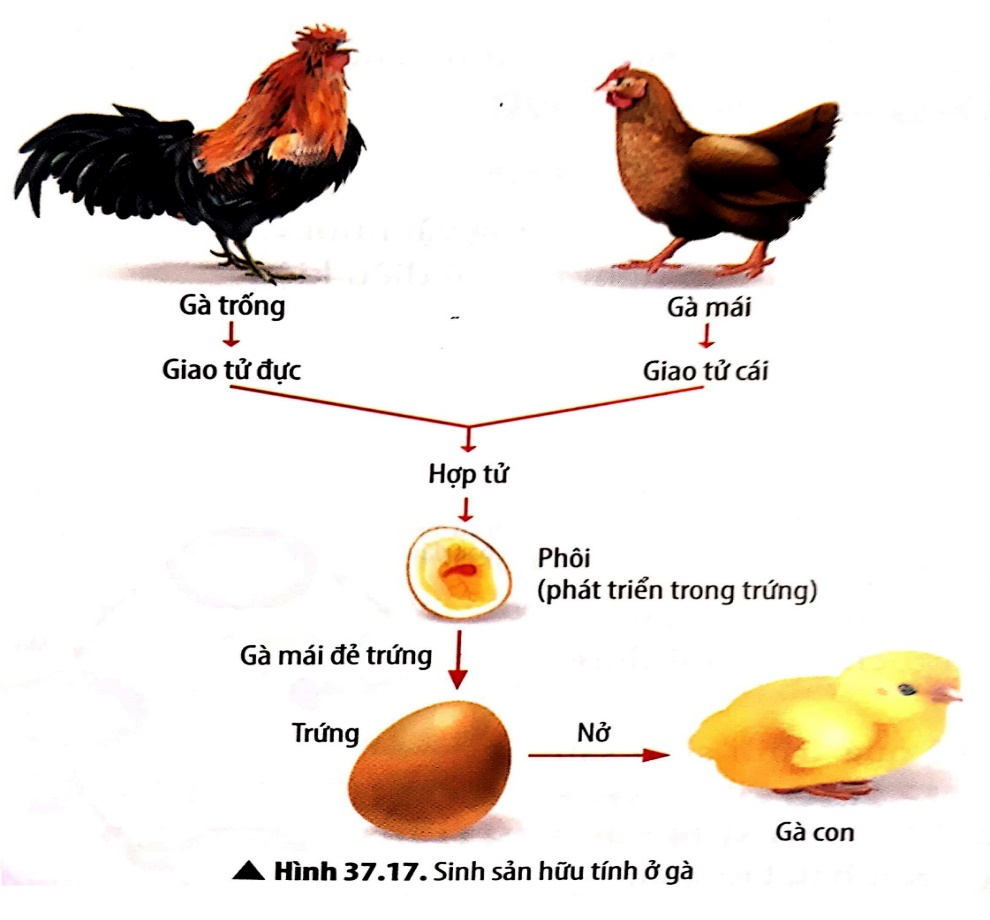 Gà trống
Gà mái
Giao tử đực
Giao tử cái
Hợp tử
Phôi
(phát triển trong trứng)
Gà mái đẻ trứng
Trứng
Nở
Gà con
▲ Hình 37.17. Sinh sản hữu tính ở gà